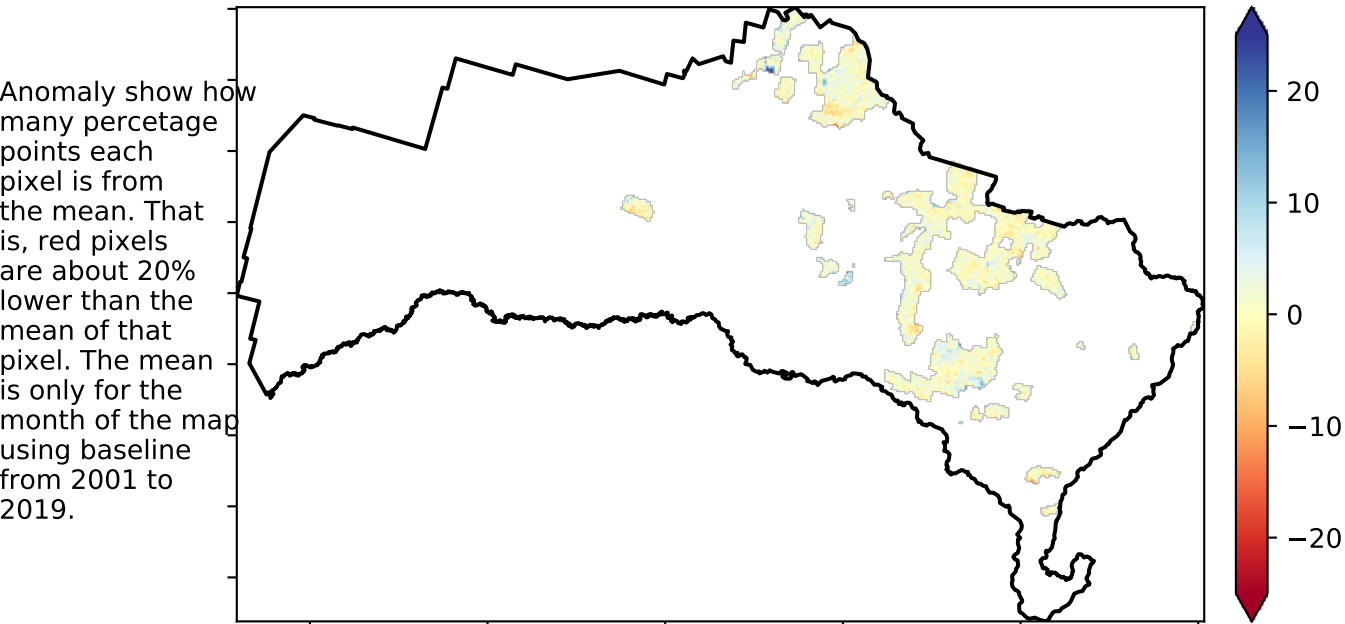 Anomaly show how
many percetage
points each
pixel is from
the mean. That
is, red pixels
are about 20%
lower than the
mean of that
pixel. The mean
is only for the
month of the map
using baseline
from 2001 to
2019.
20
10
0
−10
−20